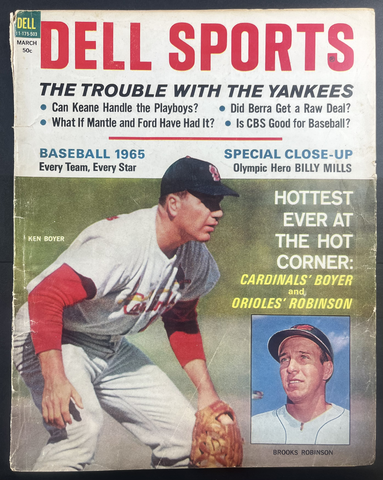 DELL
11 175-503
MARCH
50c
DELL SPORTS
THE TROUBLE WITH THE YANKEES
• Can Keane Handle the Playboys? • Did Berra Get a Raw Deal?
• What If Mantle and Ford Have Had It? • Is CBS Good for Baseball?
BASEBALL 1965
Every Team, Every Star
SPECIAL CLOSE-UP
Olympic Hero BILLY MILLS
HOTTEST
EVER AT
THE HOT
CORNER:
CARDINALS' BOYER
and
ORIOLES' ROBINSON
KEN BOYER
BROOKS ROBINSON